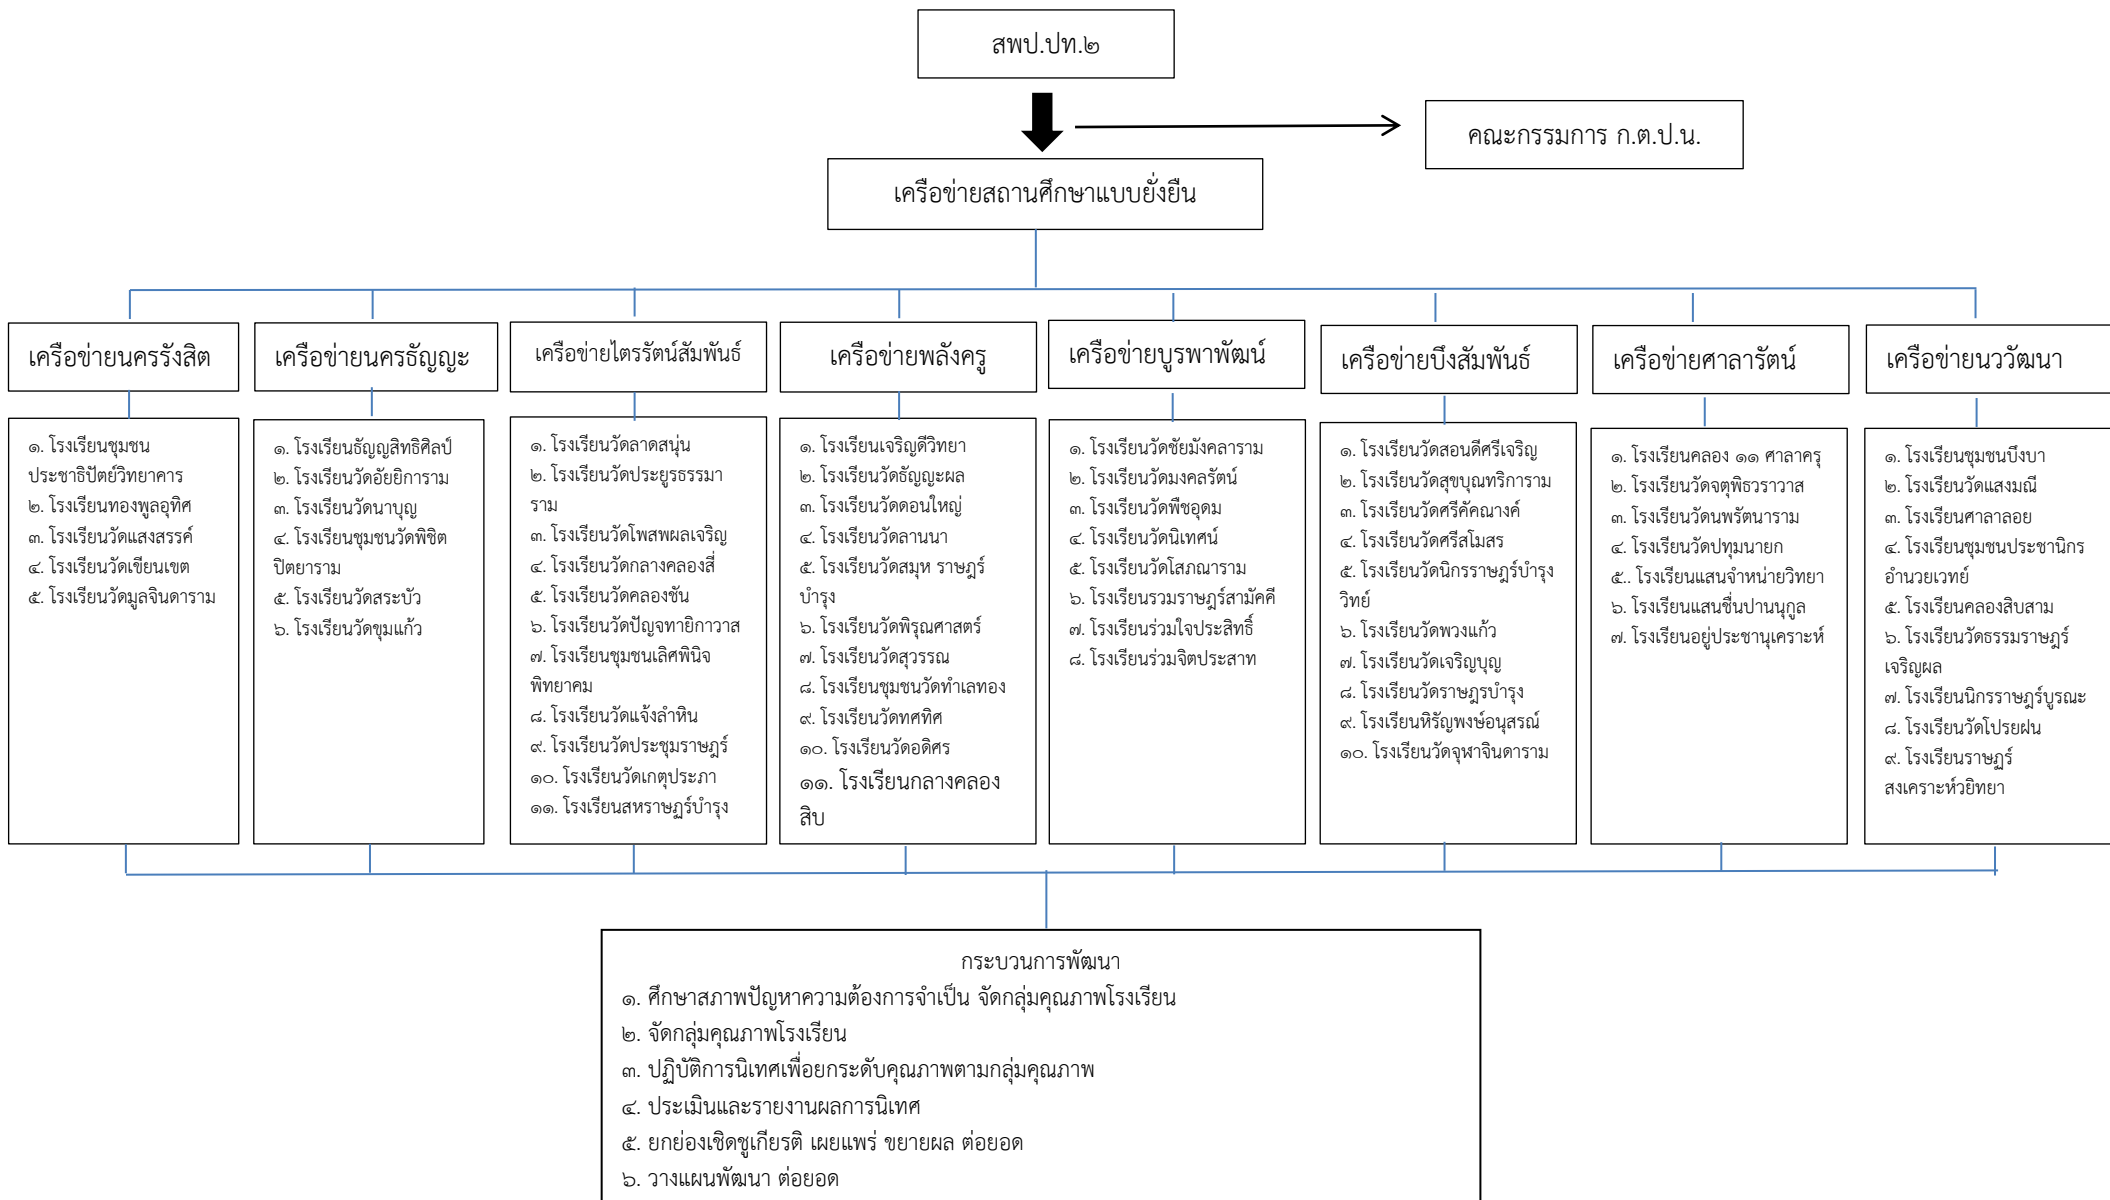 สพป.ปท.๒
คณะกรรมการ ก.ต.ป.น.
เครือข่ายสถานศึกษาแบบยั่งยืน
เครือข่ายนครรังสิต
๑. โรงเรียนชุมชน
ประชาธิปัตย์วิทยาคาร
๒. โรงเรียนทองพูลอุทิศ
๓. โรงเรียนวัดแสงสรรค์
๔. โรงเรียนวัดเขียนเขต
๕. โรงเรียนวัดมูลจินดาราม
เครือข่ายนครธัญญะ
๑. โรงเรียนธัญญสิทธิศิลป์
๒. โรงเรียนวัดอัยยิการาม
๓. โรงเรียนวัดนาบุญ
๔. โรงเรียนชุมชนวัดพิชิต
ปิตยาราม
๕. โรงเรียนวัดสระบัว
๖. โรงเรียนวัดขุมแก้ว
เครือข่ายไตรรัตน์สัมพันธ์
๑. โรงเรียนวัดลาดสนุ่น
๒. โรงเรียนวัดประยูรธรรมา
ราม
๓. โรงเรียนวัดโพสพผลเจริญ
๔. โรงเรียนวัดกลางคลองสี่
๕. โรงเรียนวัดคลองชัน
๖. โรงเรียนวัดปัญจทายิกาวาส
๗. โรงเรียนชุมชนเลิศพินิจ
พิทยาคม
๘. โรงเรียนวัดแจ้งลำหิน
๙. โรงเรียนวัดประชุมราษฎร์
๑๐. โรงเรียนวัดเกตุประภา
๑๑. โรงเรียนสหราษฎร์บำรุง
เครือข่ายพลังครู
๑. โรงเรียนเจริญดีวิทยา
๒. โรงเรียนวัดธัญญะผล
๓. โรงเรียนวัดดอนใหญ่
๔. โรงเรียนวัดลานนา
๕. โรงเรียนวัดสมุห ราษฎร์
บำรุง
๖. โรงเรียนวัดพิรุณศาสตร์
๗. โรงเรียนวัดสุวรรณ
๘. โรงเรียนชุมชนวัดทำเลทอง
๙. โรงเรียนวัดทศทิศ
๑๐. โรงเรียนวัดอดิศร
๑๑. โรงเรียนกลางคลอง
สิบ
เครือข่ายบูรพาพัฒน์
๑. โรงเรียนวัดชัยมังคลาราม
๒. โรงเรียนวัดมงคลรัตน์
๓. โรงเรียนวัดพืชอุดม
๔. โรงเรียนวัดนิเทศน์
๕. โรงเรียนวัดโสภณาราม
๖. โรงเรียนรวมราษฎร์สามัคคี
๗. โรงเรียนร่วมใจประสิทธิ์
๘. โรงเรียนร่วมจิตประสาท
เครือข่ายบึงสัมพันธ์
๑. โรงเรียนวัดสอนดีศรีเจริญ
๒. โรงเรียนวัดสุขบุณทริการาม
๓. โรงเรียนวัดศรีคัคณางค์
๔. โรงเรียนวัดศรีสโมสร
๕. โรงเรียนวัดนิกรราษฎร์บำรุง
วิทย์
๖. โรงเรียนวัดพวงแก้ว
๗. โรงเรียนวัดเจริญบุญ
๘. โรงเรียนวัดราษฎรบำรุง
๙. โรงเรียนหิรัญพงษ์อนุสรณ์
๑๐. โรงเรียนวัดจุฬาจินดาราม
เครือข่ายศาลารัตน์
๑. โรงเรียนคลอง ๑๑ ศาลาครุ
๒. โรงเรียนวัดจตุพิธวราวาส
๓. โรงเรียนวัดนพรัตนาราม
๔. โรงเรียนวัดปทุมนายก
๕.. โรงเรียนแสนจำหน่ายวิทยา
๖. โรงเรียนแสนชื่นปานนุกูล
๗. โรงเรียนอยู่ประชานุเคราะห์
เครือข่ายนววัฒนา
๑. โรงเรียนชุมชนบึงบา
๒. โรงเรียนวัดแสงมณี
๓. โรงเรียนศาลาลอย
๔. โรงเรียนชุมชนประชานิกร
อำนวยเวทย์
๕. โรงเรียนคลองสิบสาม
๖. โรงเรียนวัดธรรมราษฎร์
เจริญผล
๗. โรงเรียนนิกรราษฎร์บูรณะ
๘. โรงเรียนวัดโปรยฝน
๙. โรงเรียนราษฏร์
สงเคราะห์วยิทยา
กระบวนการพัฒนา
๑. ศึกษาสภาพปัญหาความต้องการจำเป็น จัดกลุ่มคุณภาพโรงเรียน
๒. จัดกลุ่มคุณภาพโรงเรียน
๓. ปฏิบัติการนิเทศเพื่อยกระดับคุณภาพตามกลุ่มคุณภาพ
๔. ประเมินและรายงานผลการนิเทศ
๕. ยกย่องเชิดชูเกียรติ เผยแพร่ ขยายผล ต่อยอด
๖. วางแผนพัฒนา ต่อยอด